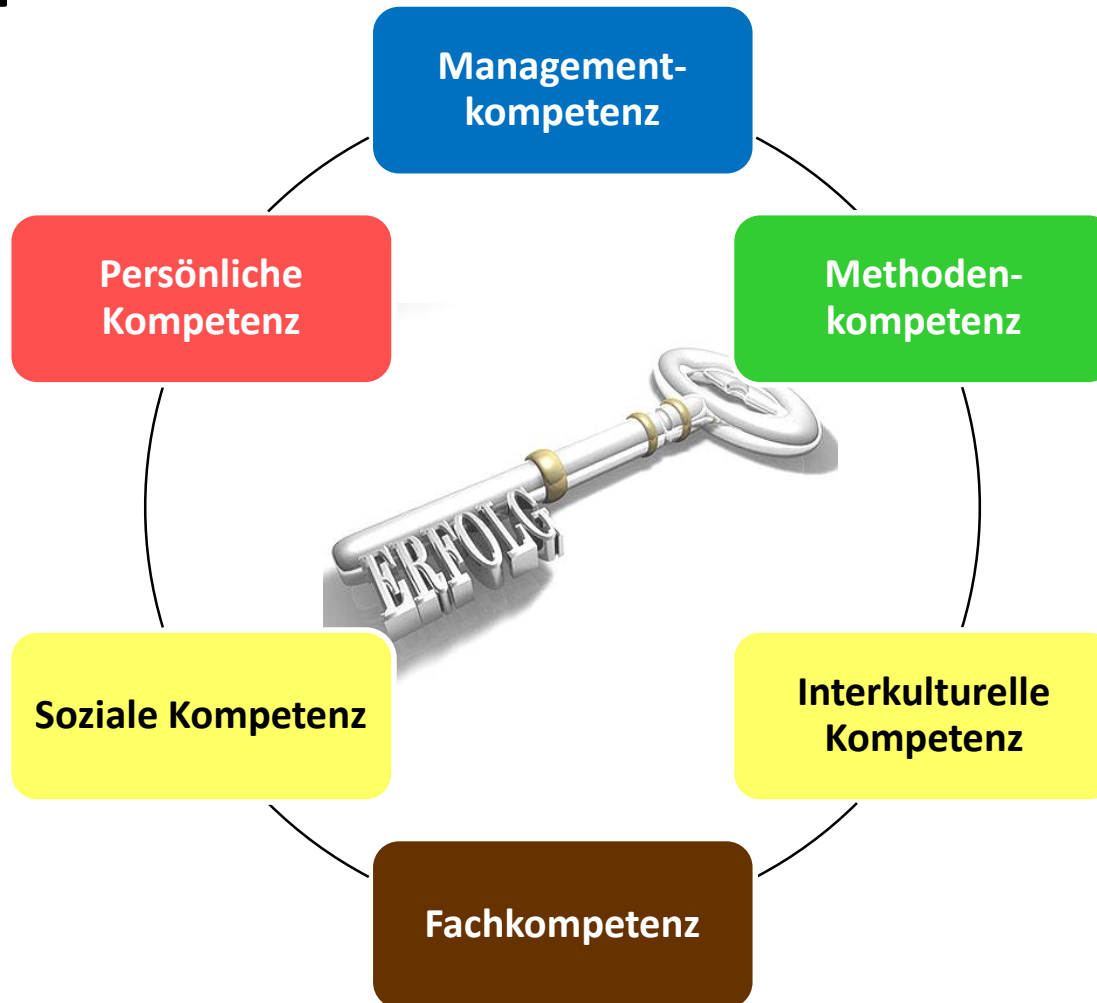 Management-
kompetenz
Persönliche
Kompetenz
Methoden-
kompetenz
ERFOLG
Soziale Kompetenz
Interkulturelle
Kompetenz
Fachkompetenz